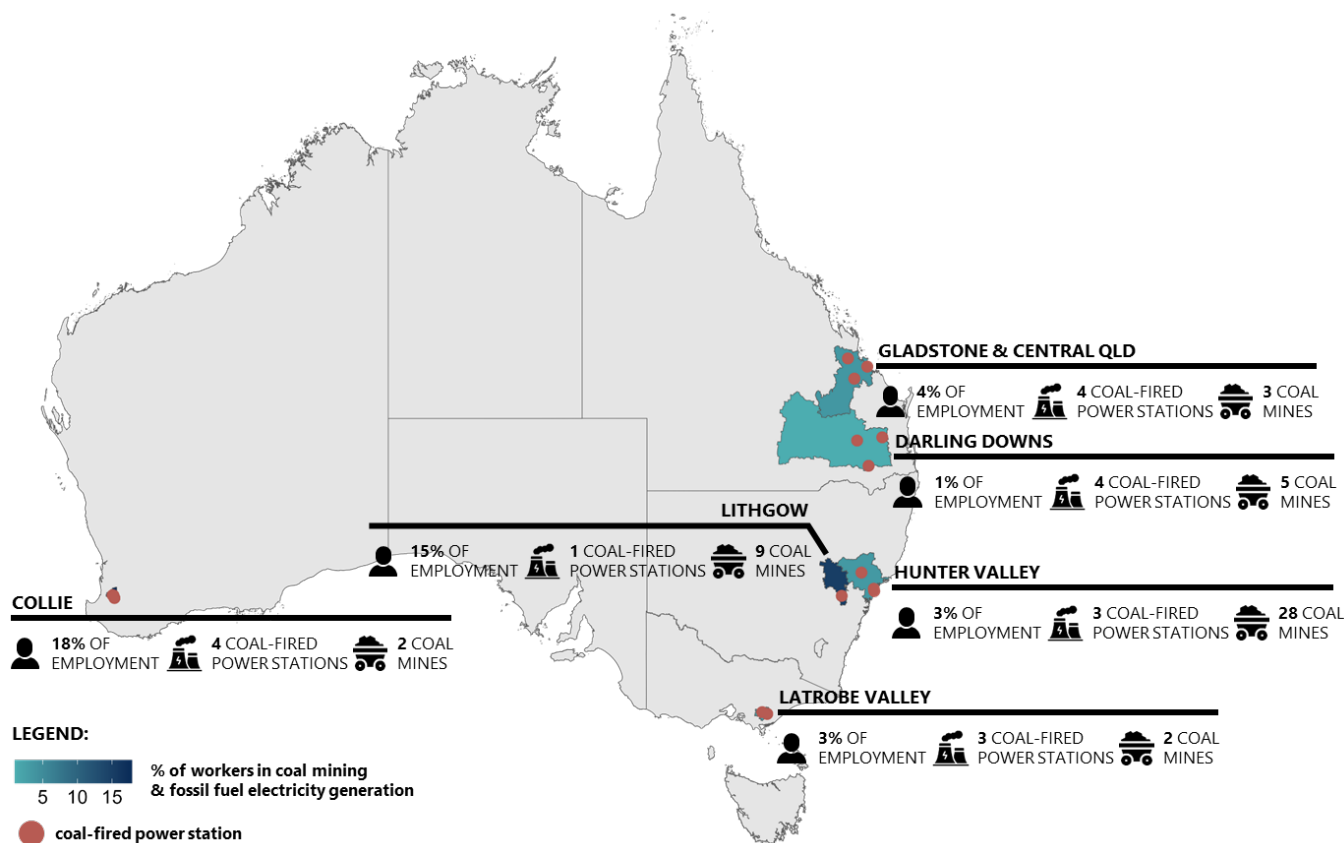 GLADSTONE & CENTRAL QLD
4% OF
EMPLOYMENT
4 COAL-FIRED
POWER STATIONS
3 COAL
MINES
DARLING DOWNS
1% OF
EMPLOYMENT
4 COAL-FIRED
POWER STATIONS
5 COAL
MINES
LITHGOW
15% OF
EMPLOYMENT
1 COAL-FIRED
POWER STATIONS
9 COAL
MINES
HUNTER VALLEY
3% OF
EMPLOYMENT
3 COAL-FIRED
POWER STATIONS
28 COAL
MINES
COLLIE
18% OF
EMPLOYMENT
4 COAL-FIRED
POWER STATIONS
2 COAL
MINES
LATROBE VALLEY
3% OF
EMPLOYMENT
3 COAL-FIRED
POWER STATIONS
2 COAL
MINES
LEGEND:
% of workers in coal mining
& fossil fuel electricity generation
5 10 15
coal-fired power station